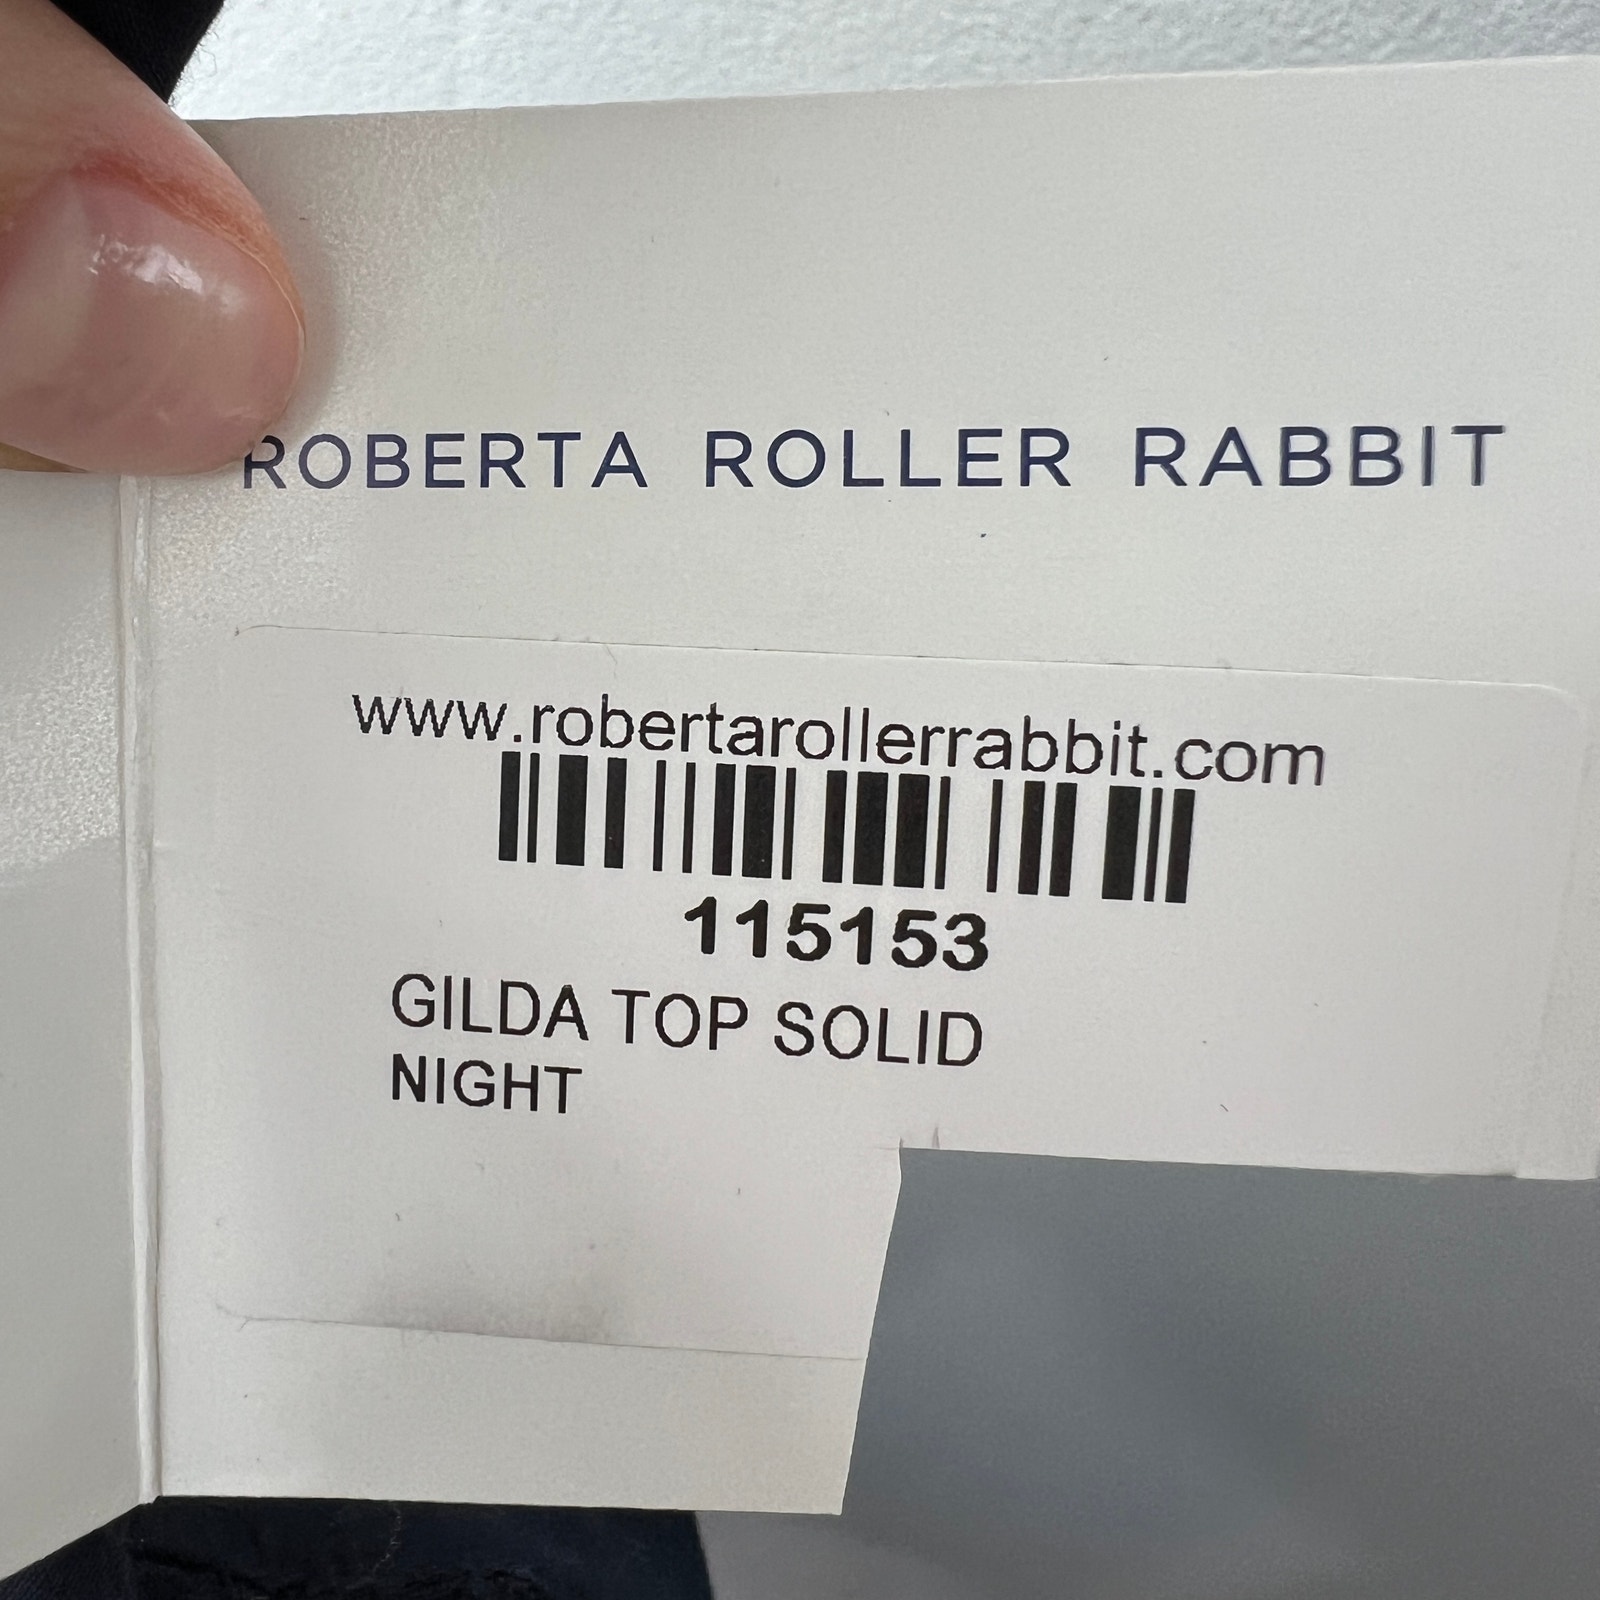 ROBERTA ROLLER RABBIT
www.robertarollerrabbit.com
115153
GILDA TOP SOLID
NIGHT